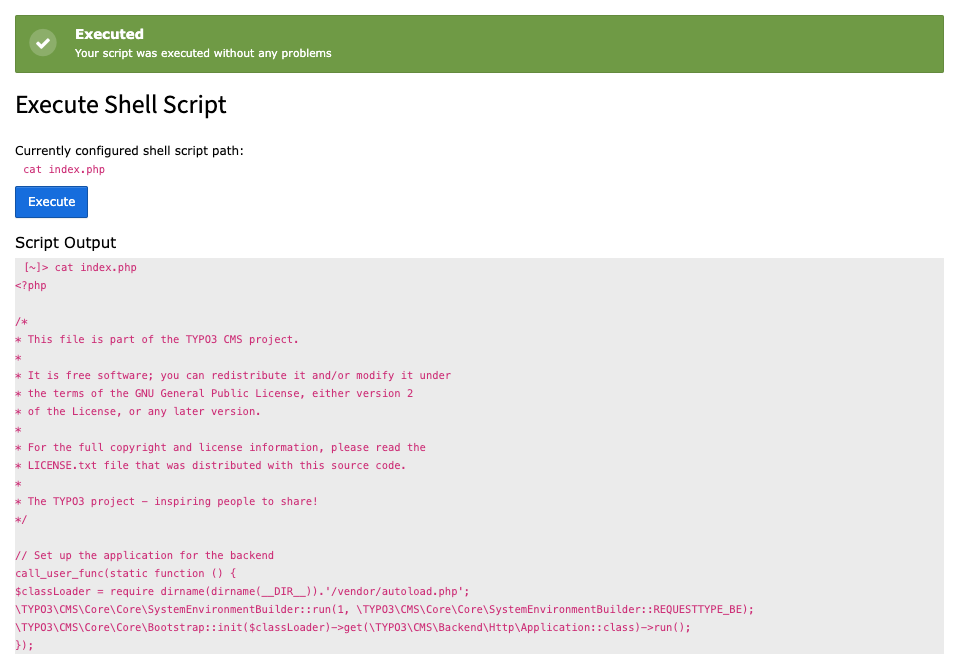 Executed
Your script was executed without any problems
Execute Shell Script
Currently configured shell script path:
cat index.php
Execute
Script Output
[~]> cat index.php
<?php
/*
* This file is part of the TYPO3 CMS project.
*
* It is free software; you can redistribute it and/or modify it under
* the terms of the GNU General Public License, either version 2
* of the License, or any later version.
*
* For the full copyright and license information, please read the
* LICENSE.txt file that was distributed with this source code.
*
* The TYPO3 project - inspiring people to share!
*/
// Set up the application for the backend
call_user_func(static function () {
$classLoader = require dirname(dirname(__DIR__)).'/vendor/autoload.php';
\TYPO3\CMS\Core\Core\SystemEnvironmentBuilder::run(1, \TYPO3\CMS\Core\Core\SystemEnvironmentBuilder::REQUESTTYPE_BE);
\TYPO3\CMS\Core\Core\Bootstrap::init($classLoader)->get(\TYPO3\CMS\Backend\Http\Application::class)->run();
});